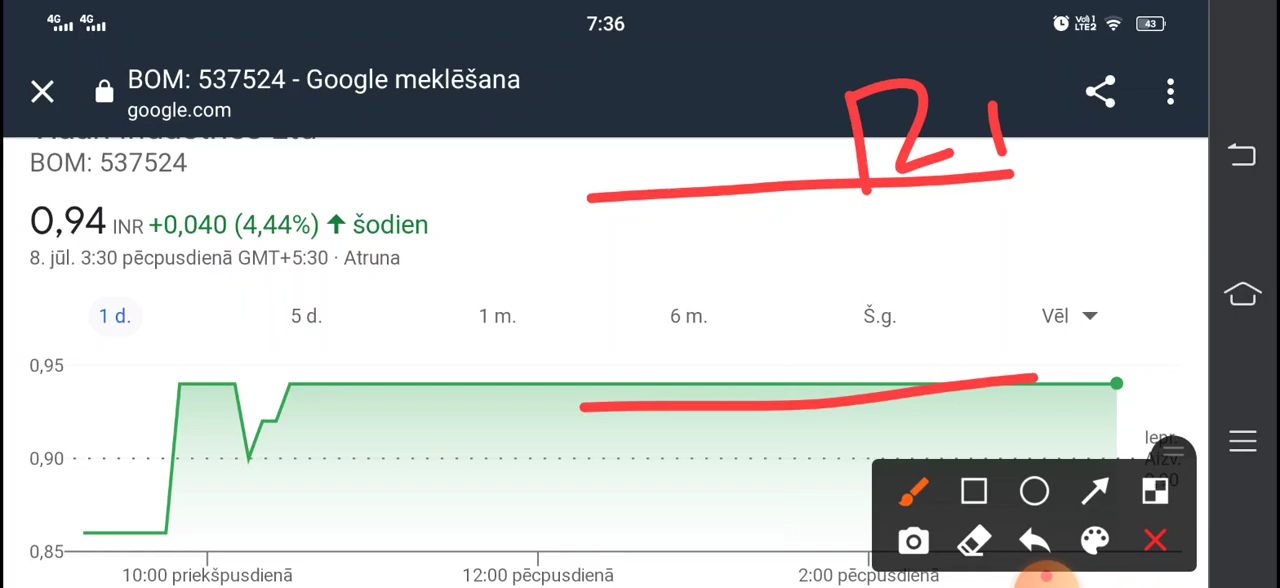 4G 4G 7:36 43
BOM: 537524 - Google meklēšana
google.com
BOM: 537524
R1
0,94 INR +0,040 (4,44%) šodien
8. jūl. 3:30 pēcpusdienā GMT+5:30 · Atruna
1 d. 5 d. 1 m. 6 m. Š.g. Vēl
0,95
0,90
0,85
10:00 priekšpusdienā 12:00 pēcpusdienā 2:00 pēcpusdienā